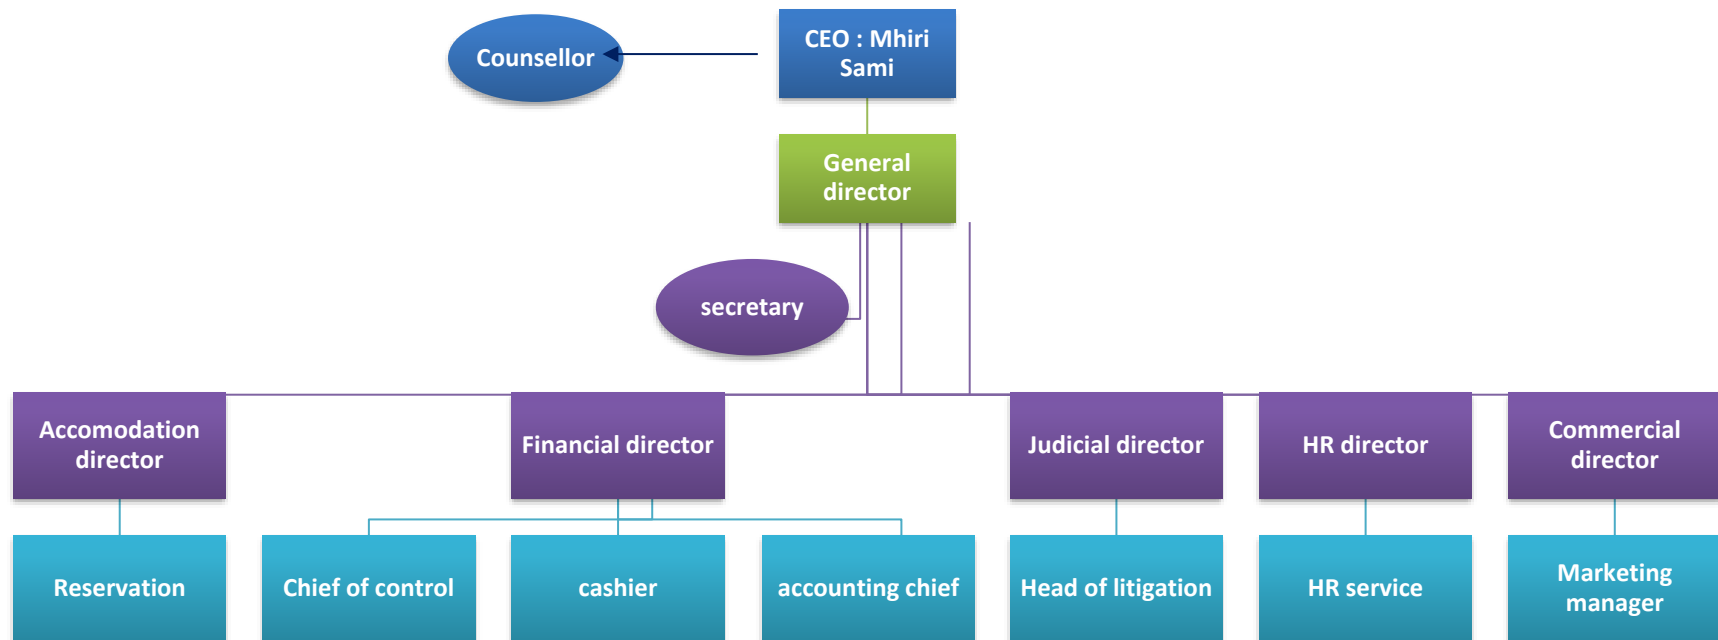 Counsellor
CEO : Mhiri
Sami
General
director
secretary
Accomodation
director
Financial director
Judicial director
HR director
Commercial
director
Reservation
Chief of control
cashier
accounting chief
Head of litigation
HR service
Marketing
manager